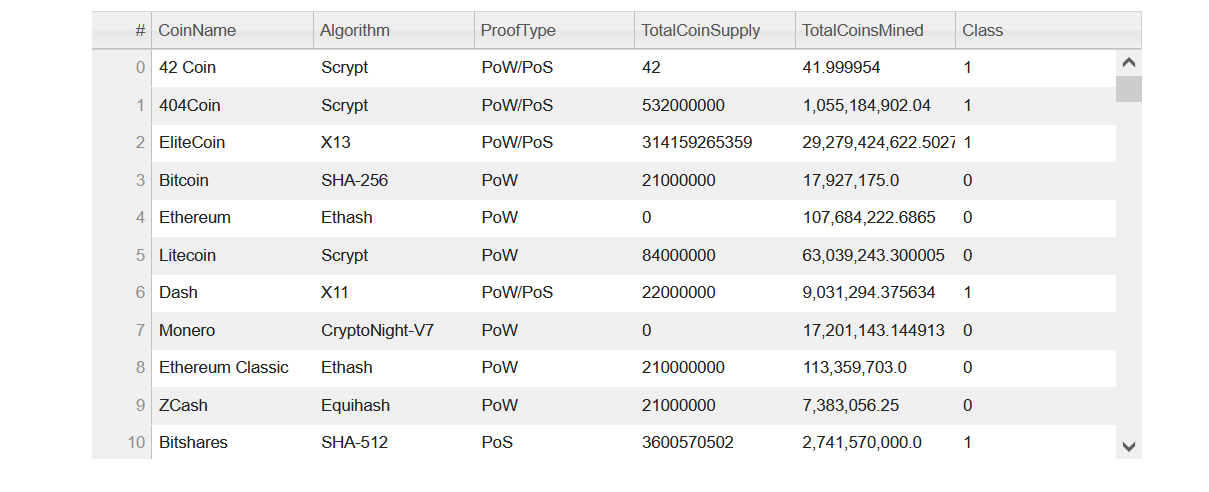 # CoinName Algorithm ProofType TotalCoinSupply TotalCoinsMined Class
0 42 Coin Scrypt PoW/PoS 42 41.999954 1
1 404Coin Scrypt PoW/PoS 532000000 1,055,184,902.04 1
2 EliteCoin X13 PoW/PoS 314159265359 29,279,424,622.5027 1
3 Bitcoin SHA-256 PoW 21000000 17,927,175.0 0
4 Ethereum Ethash PoW 0 107,684,222.6865 0
5 Litecoin Scrypt PoW 84000000 63,039,243.300005 0
6 Dash X11 PoW/PoS 22000000 9,031,294.375634 1
7 Monero CryptoNight-V7 PoW 0 17,201,143.144913 0
8 Ethereum Classic Ethash PoW 210000000 113,359,703.0 0
9 ZCash Equihash PoW 21000000 7,383,056.25 0
10 Bitshares SHA-512 PoS 3600570502 2,741,570,000.0 1